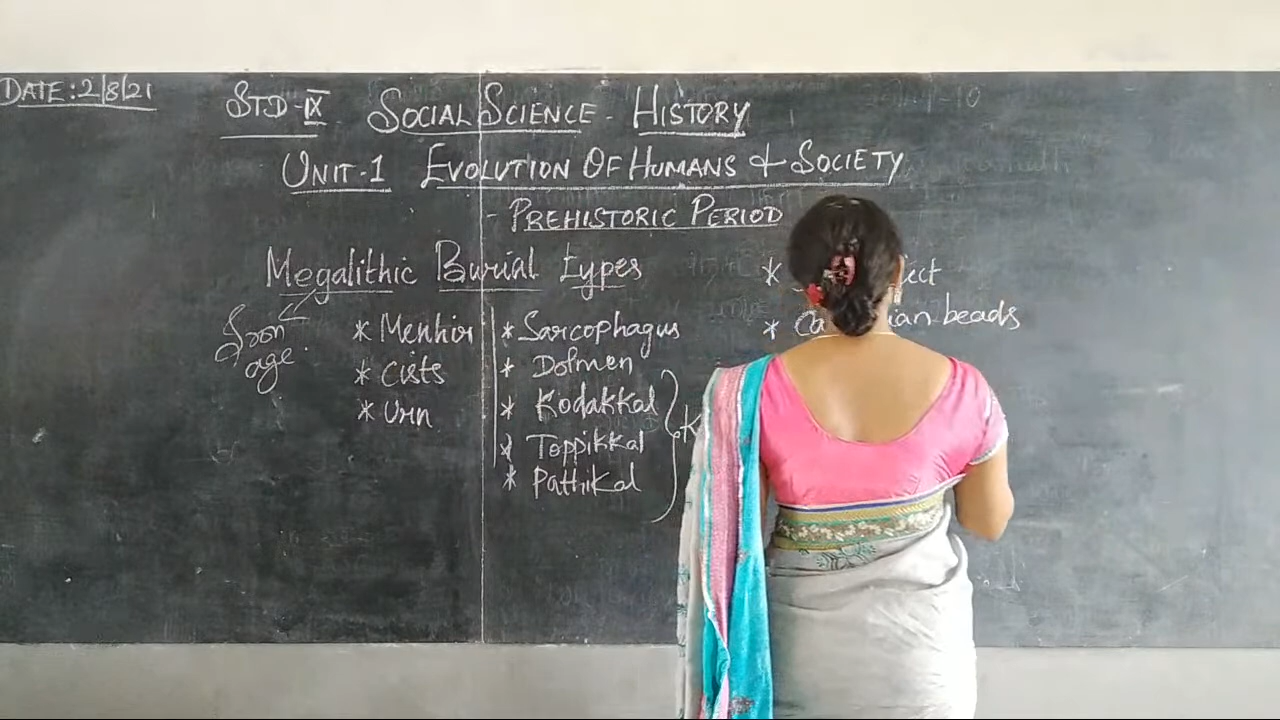 DATE: 2/8/21
STD-IX SOCIAL SCIENCE - HISTORY
UNIT-1 EVOLUTION OF HUMANS & SOCIETY
- PREHISTORIC PERIOD
Megalithic Burial types
Iron age.
* Menhir
* Cists
* Urn
* Sarcophagus
* Dolmen
* Kodakkal
* Toppikkal
* Pathikal
*
* beads